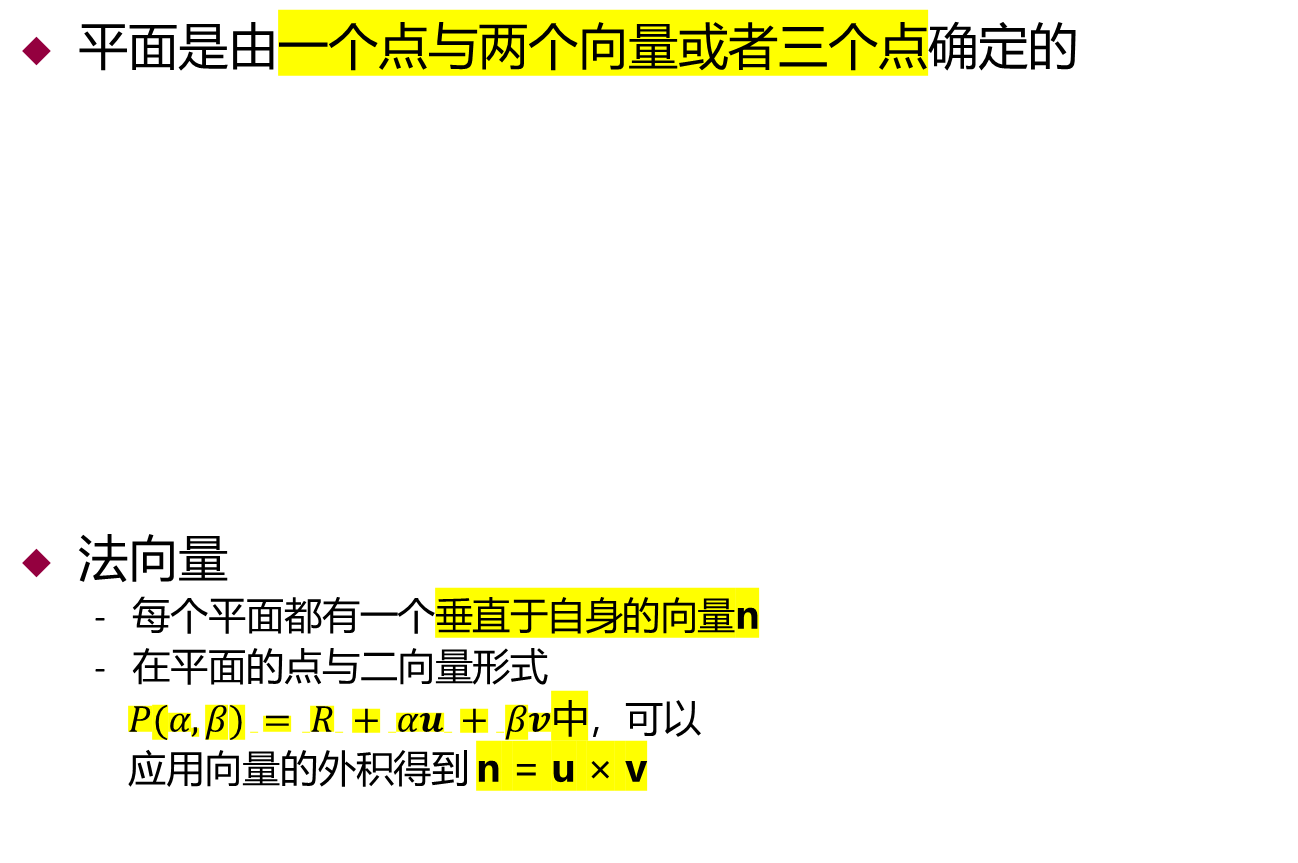 ◆ 平面是由一个点与两个向量或者三个点确定的
◆ 法向量
- 每个平面都有一个垂直于自身的向量n
- 在平面的点与二向量形式
P(α, β) = R + αu + βv中，可以
应用向量的外积得到 n = u × v